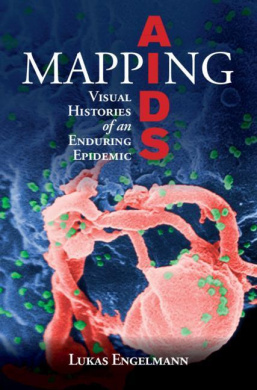 MAPPING
AIDS
VISUAL
HISTORIES
of an
ENDURING
EPIDEMIC
LUKAS ENGELMANN